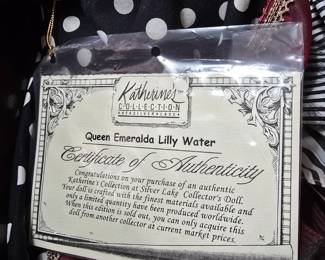 Katherine's
COLLECTION
AT SILVER LAKE
Queen Emeralda Lilly Water
Certificate of Authenticity
Congratulations on your purchase of an authentic
Katherine's Collection at Silver Lake Collector's Doll.
Your doll is crafted with the finest materials available and
only a limited quantity have been produced worldwide.
When this edition is sold out, you can only acquire this
doll from another collector at current market prices.